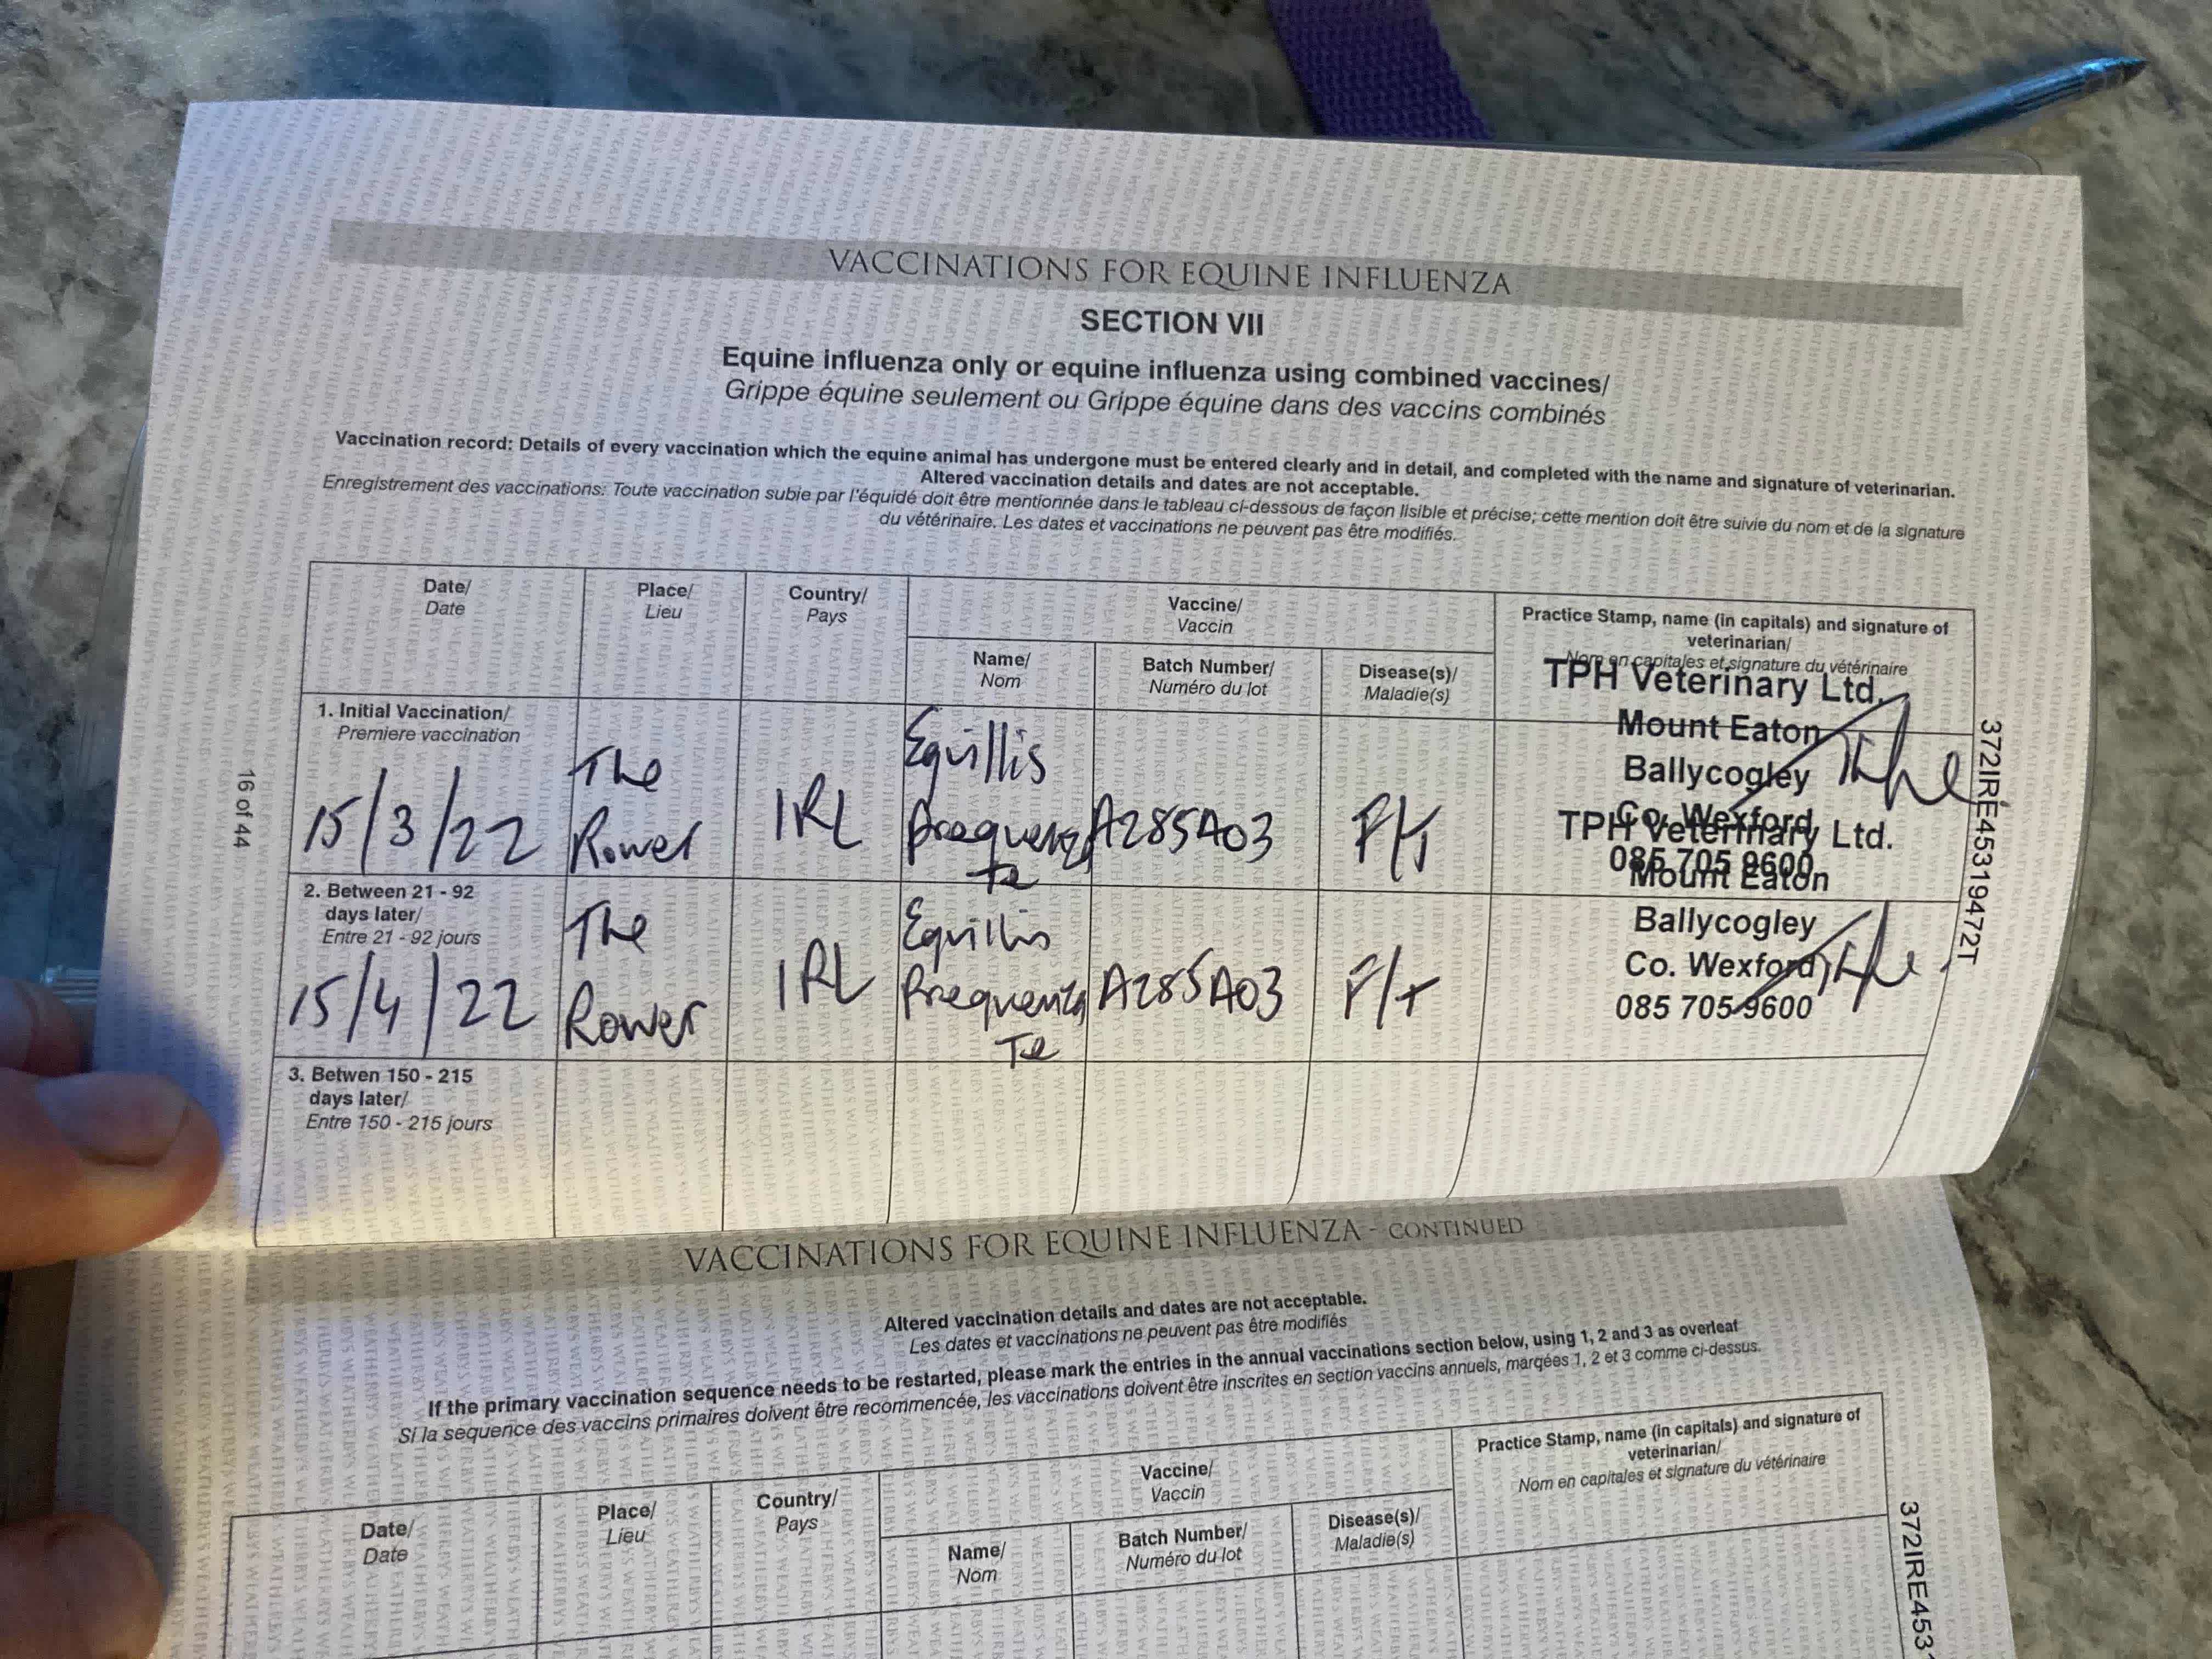 VACCINATIONS FOR EQUINE INFLUENZA
SECTION VII
Equine influenza only or equine influenza using combined vaccines/
Grippe équine seulement ou Grippe équine dans des vaccins combinés
Vaccination record: Details of every vaccination which the equine animal has undergone must be entered clearly and in detail, and completed with the name and signature of veterinarian.
Altered vaccination details and dates are not acceptable.
Enregistrement des vaccinations: Toute vaccination subie par l'équidé doit être mentionnée dans le tableau ci-dessous de façon lisible et précise; cette mention doit être suivie du nom et de la signature
du vétérinaire. Les dates et vaccinations ne peuvent pas être modifiés.
Date/
Date
Place/
Lieu
Country/
Pays
Vaccine/
Vaccin
Name/
Nom
Batch Number/
Numéro du lot
Disease(s)/
Maladie(s)
Practice Stamp, name (in capitals) and signature of
veterinarian/
Nom en capitales et signature du vétérinaire
1. Initial Vaccination/
Premiere vaccination
15/3/22
The
Rower
IRL
Equillis
prequenza
Te
A285A03
F/T
TPH Veterinary Ltd.
Mount Eaton
Ballycogley
Co. Wexford
085 705 9600
2. Between 21 - 92
days later/
Entre 21 - 92 jours
15/4/22
The
Rower
IRL
Equillis
Prequenza
Te
A285A03
F/T
TPH Veterinary Ltd.
Mount Eaton
Ballycogley
Co. Wexford
085 705 9600
3. Betwen 150 - 215
days later/
Entre 150 - 215 jours
16 of 44
372IRE45319472T
VACCINATIONS FOR EQUINE INFLUENZA - CONTINUED
Altered vaccination details and dates are not acceptable.
Les dates et vaccinations ne peuvent pas être modifiés
If the primary vaccination sequence needs to be restarted, please mark the entries in the annual vaccinations section below, using 1, 2 and 3 as overleaf
Si la sequence des vaccins primaires doivent être recommencée, les vaccinations doivent être inscrites en section vaccins annuels, marqées 1, 2 et 3 comme ci-dessus.
Date/
Date
Place/
Lieu
Country/
Pays
Vaccine/
Vaccin
Name/
Nom
Batch Number/
Numéro du lot
Disease(s)/
Maladie(s)
Practice Stamp, name (in capitals) and signature of
veterinarian/
Nom en capitales et signature du vétérinaire
372IRE453